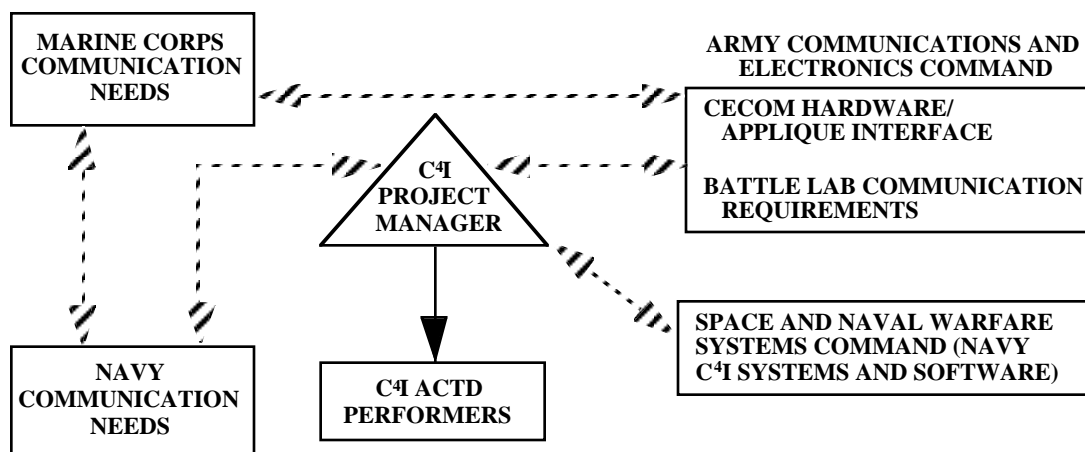 MARINE CORPS
COMMUNICATION
NEEDS
ARMY COMMUNICATIONS AND
ELECTRONICS COMMAND
CECOM HARDWARE/
APPLIQUE INTERFACE
BATTLE LAB COMMUNICATION
REQUIREMENTS
C⁴I
PROJECT
MANAGER
SPACE AND NAVAL WARFARE
SYSTEMS COMMAND (NAVY
C⁴I SYSTEMS AND SOFTWARE)
NAVY
COMMUNICATION
NEEDS
C⁴I ACTD
PERFORMERS